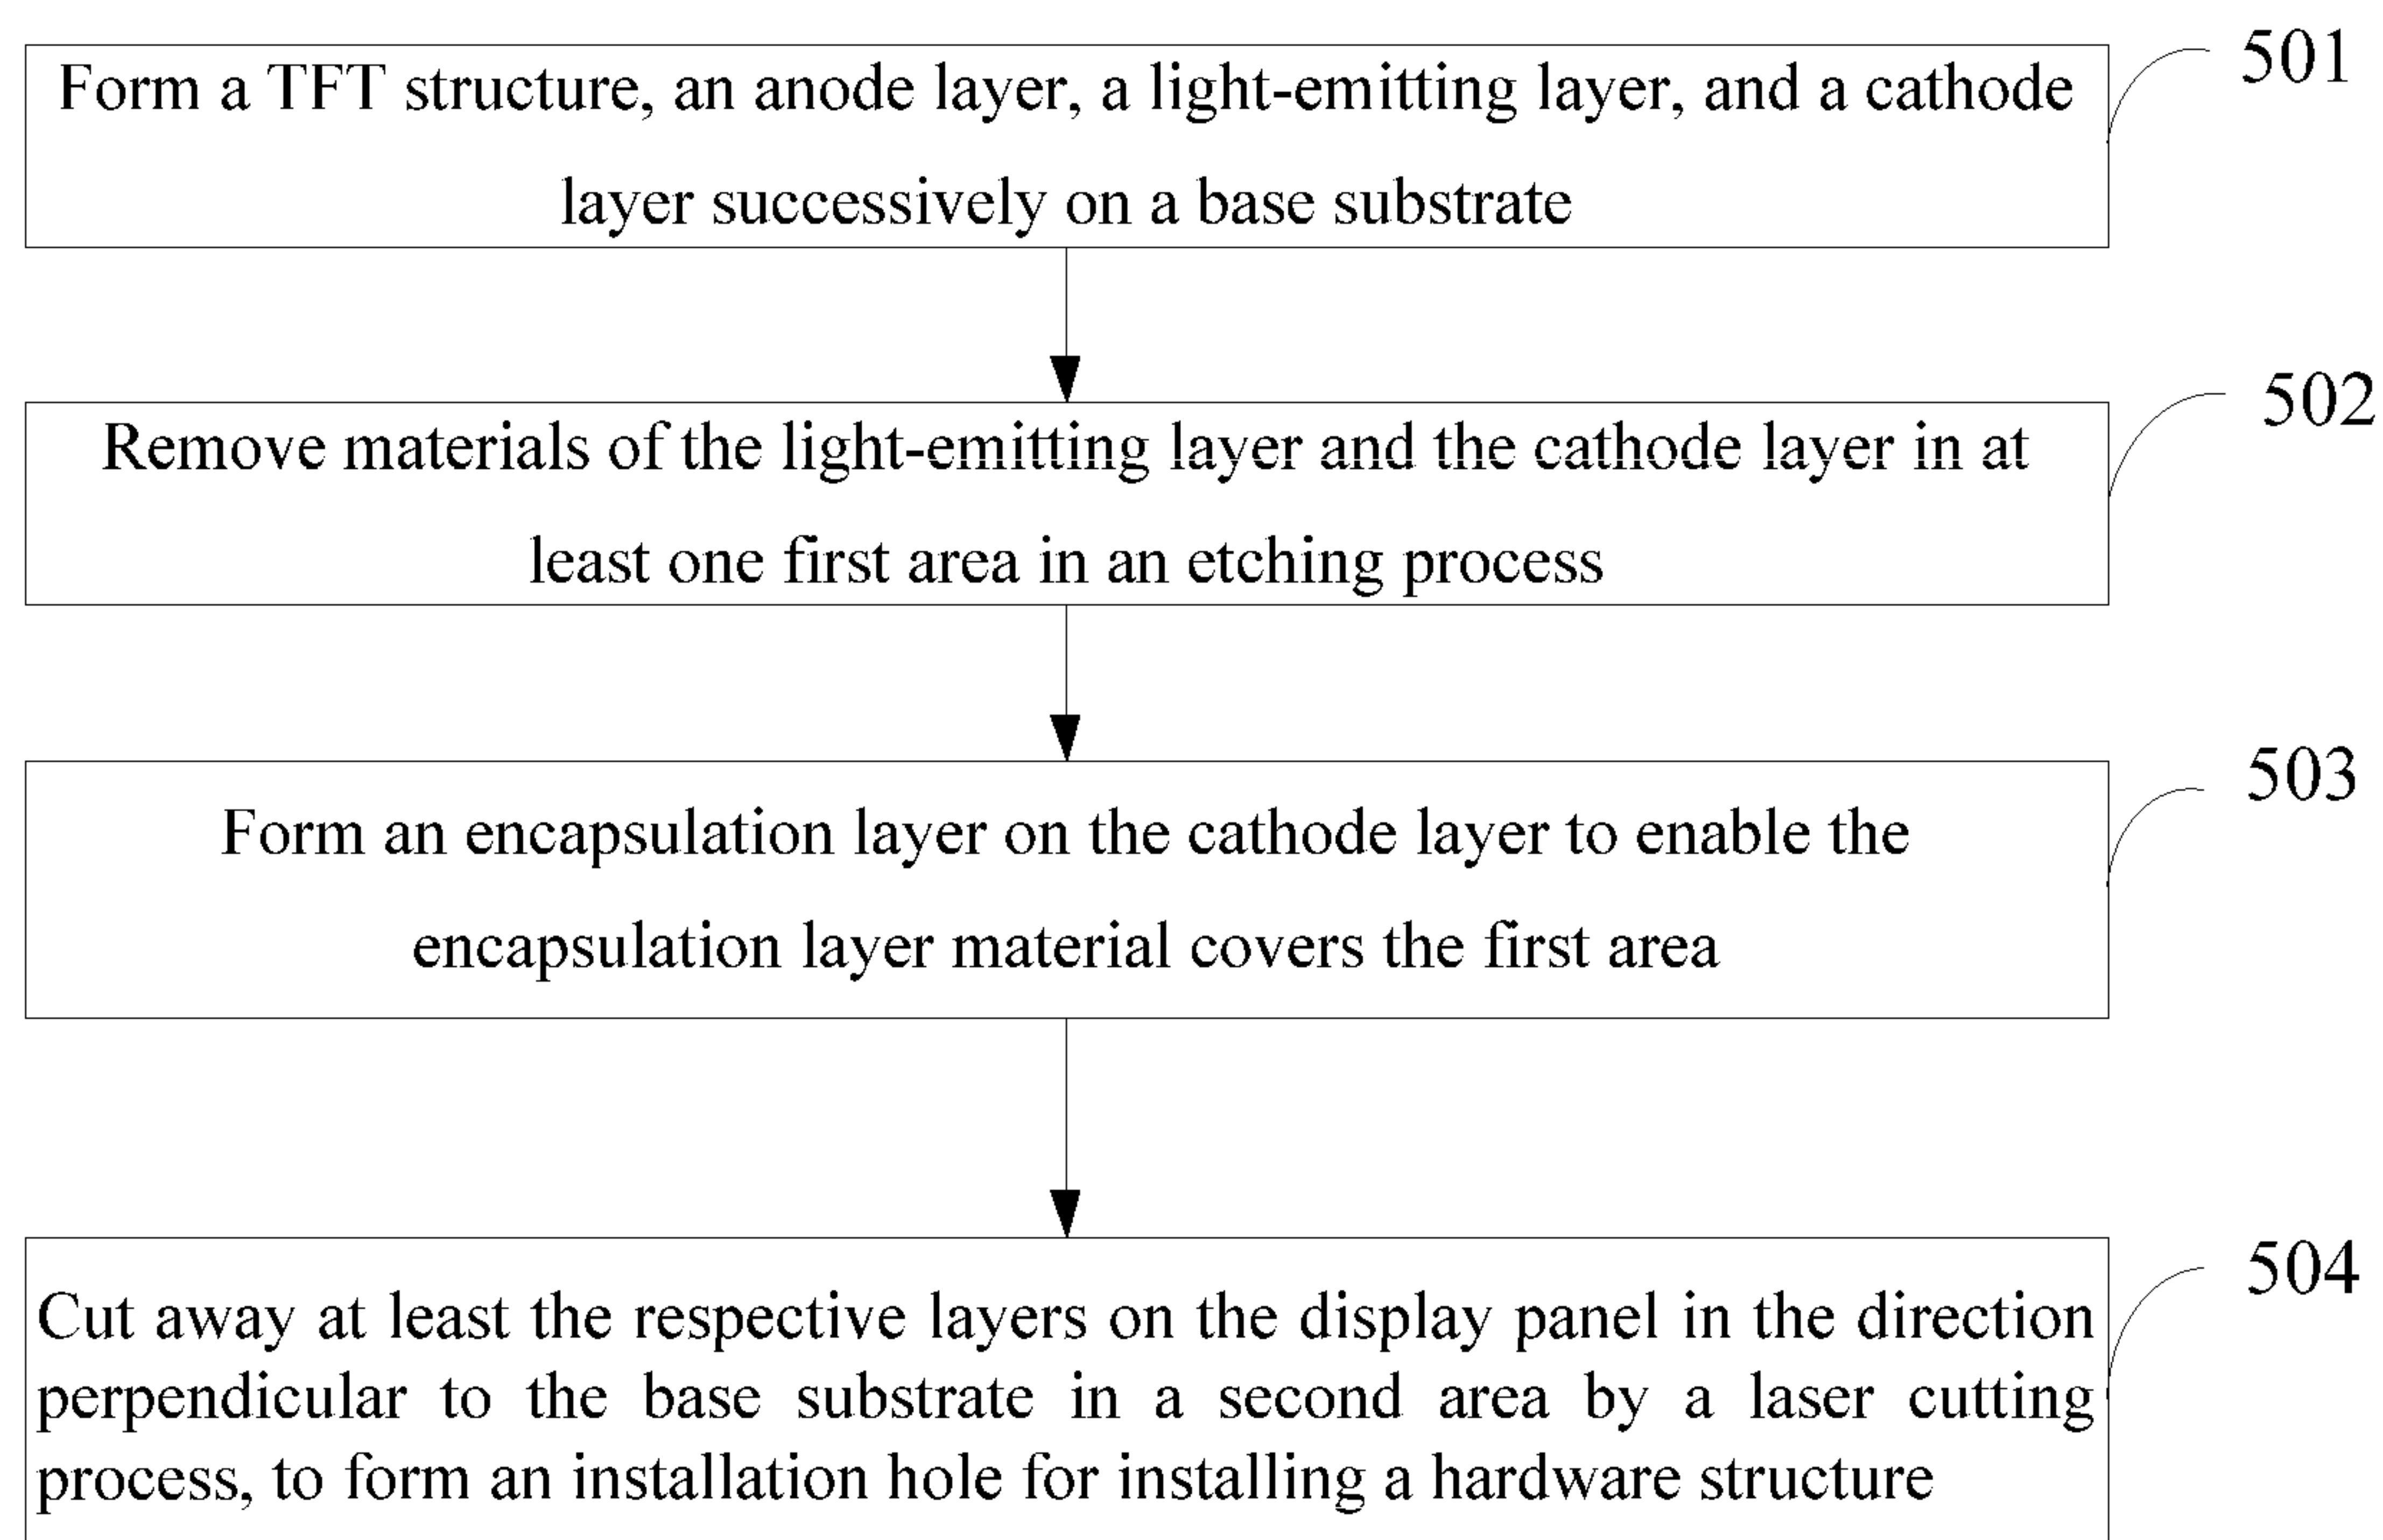 Form a TFT structure, an anode layer, a light-emitting layer, and a cathode
layer successively on a base substrate
501
Remove materials of the light-emitting layer and the cathode layer in at
least one first area in an etching process
502
Form an encapsulation layer on the cathode layer to enable the
encapsulation layer material covers the first area
503
Cut away at least the respective layers on the display panel in the direction
perpendicular to the base substrate in a second area by a laser cutting
process, to form an installation hole for installing a hardware structure
504